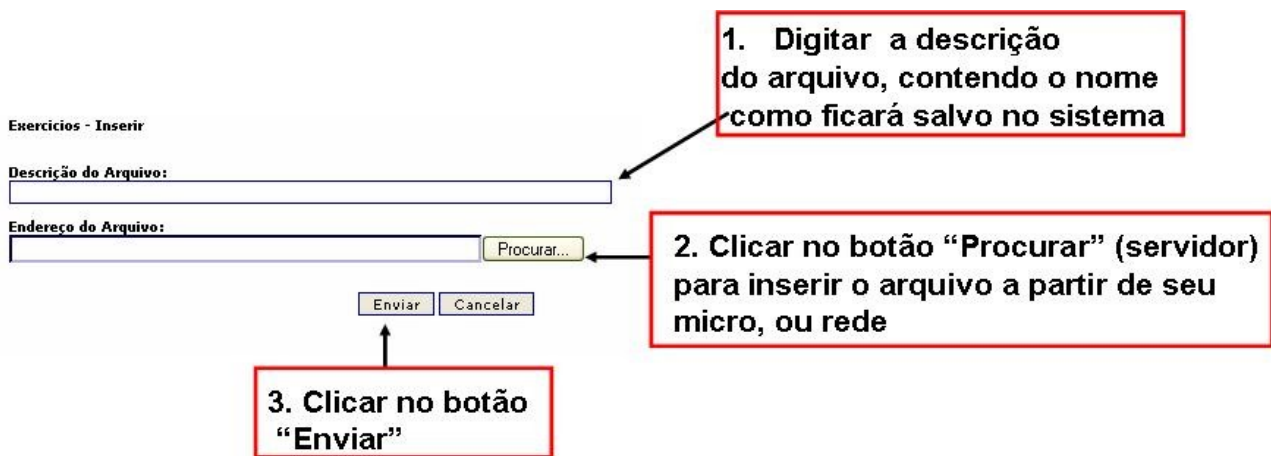 1. Digitar a descrição
do arquivo, contendo o nome
como ficará salvo no sistema
Exercicios - Inserir
Descrição do Arquivo:
Endereço do Arquivo:
Procurar...
2. Clicar no botão “Procurar” (servidor)
para inserir o arquivo a partir de seu
micro, ou rede
Enviar Cancelar
3. Clicar no botão
“Enviar”